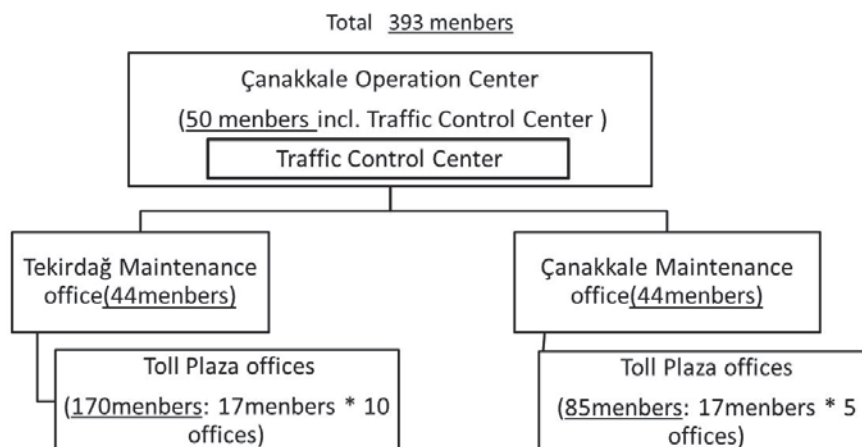 Total 393 menbers
Çanakkale Operation Center
(50 menbers incl. Traffic Control Center )
Traffic Control Center
Tekirdağ Maintenance
office(44menbers)
Çanakkale Maintenance
office(44menbers)
Toll Plaza offices
(170menbers: 17menbers * 10
offices)
Toll Plaza offices
(85menbers: 17menbers * 5
offices)